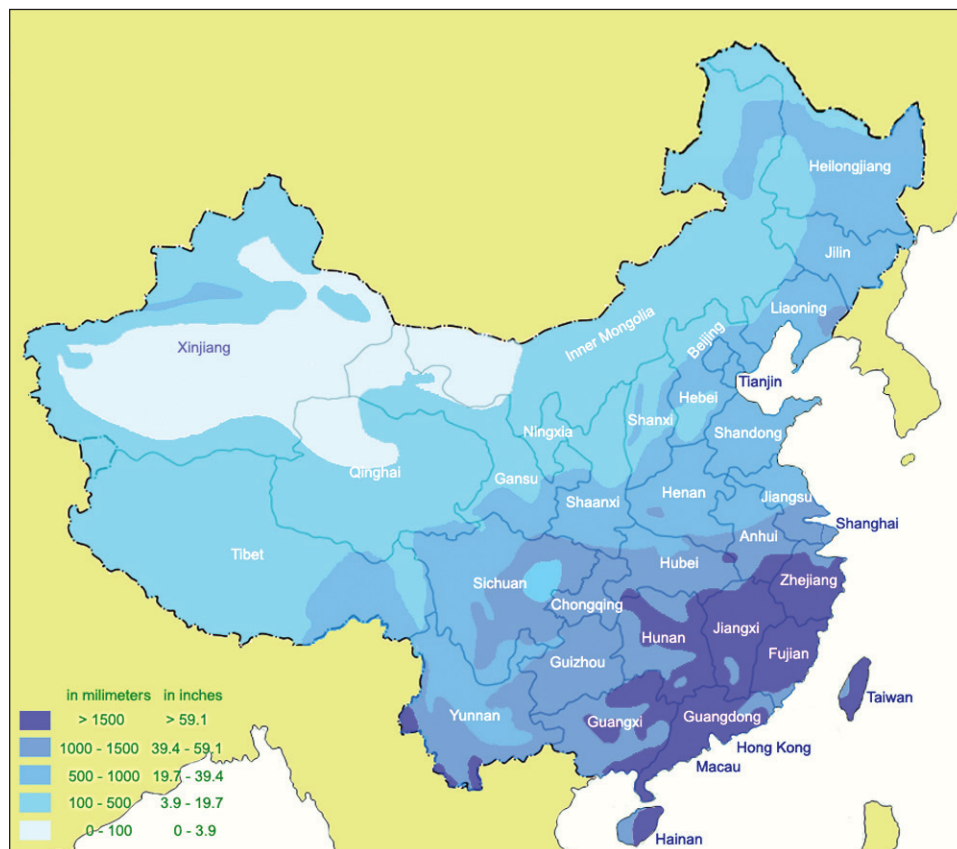 Heilongjiang
Jilin
Liaoning
Inner Mongolia
Beijing
Xinjiang
Tianjin
Hebei
Shanxi
Shandong
Ningxia
Qinghai
Gansu
Shaanxi
Henan
Jiangsu
Shanghai
Anhui
Tibet
Hubei
Sichuan
Zhejiang
Chongqing
Hunan
Jiangxi
Fujian
Guizhou
Taiwan
Yunnan
Guangxi
Guangdong
Hong Kong
Macau
Hainan
in milimeters in inches
> 1500 > 59.1
1000 - 1500 39.4 - 59.1
500 - 1000 19.7 - 39.4
100 - 500 3.9 - 19.7
0 - 100 0 - 3.9